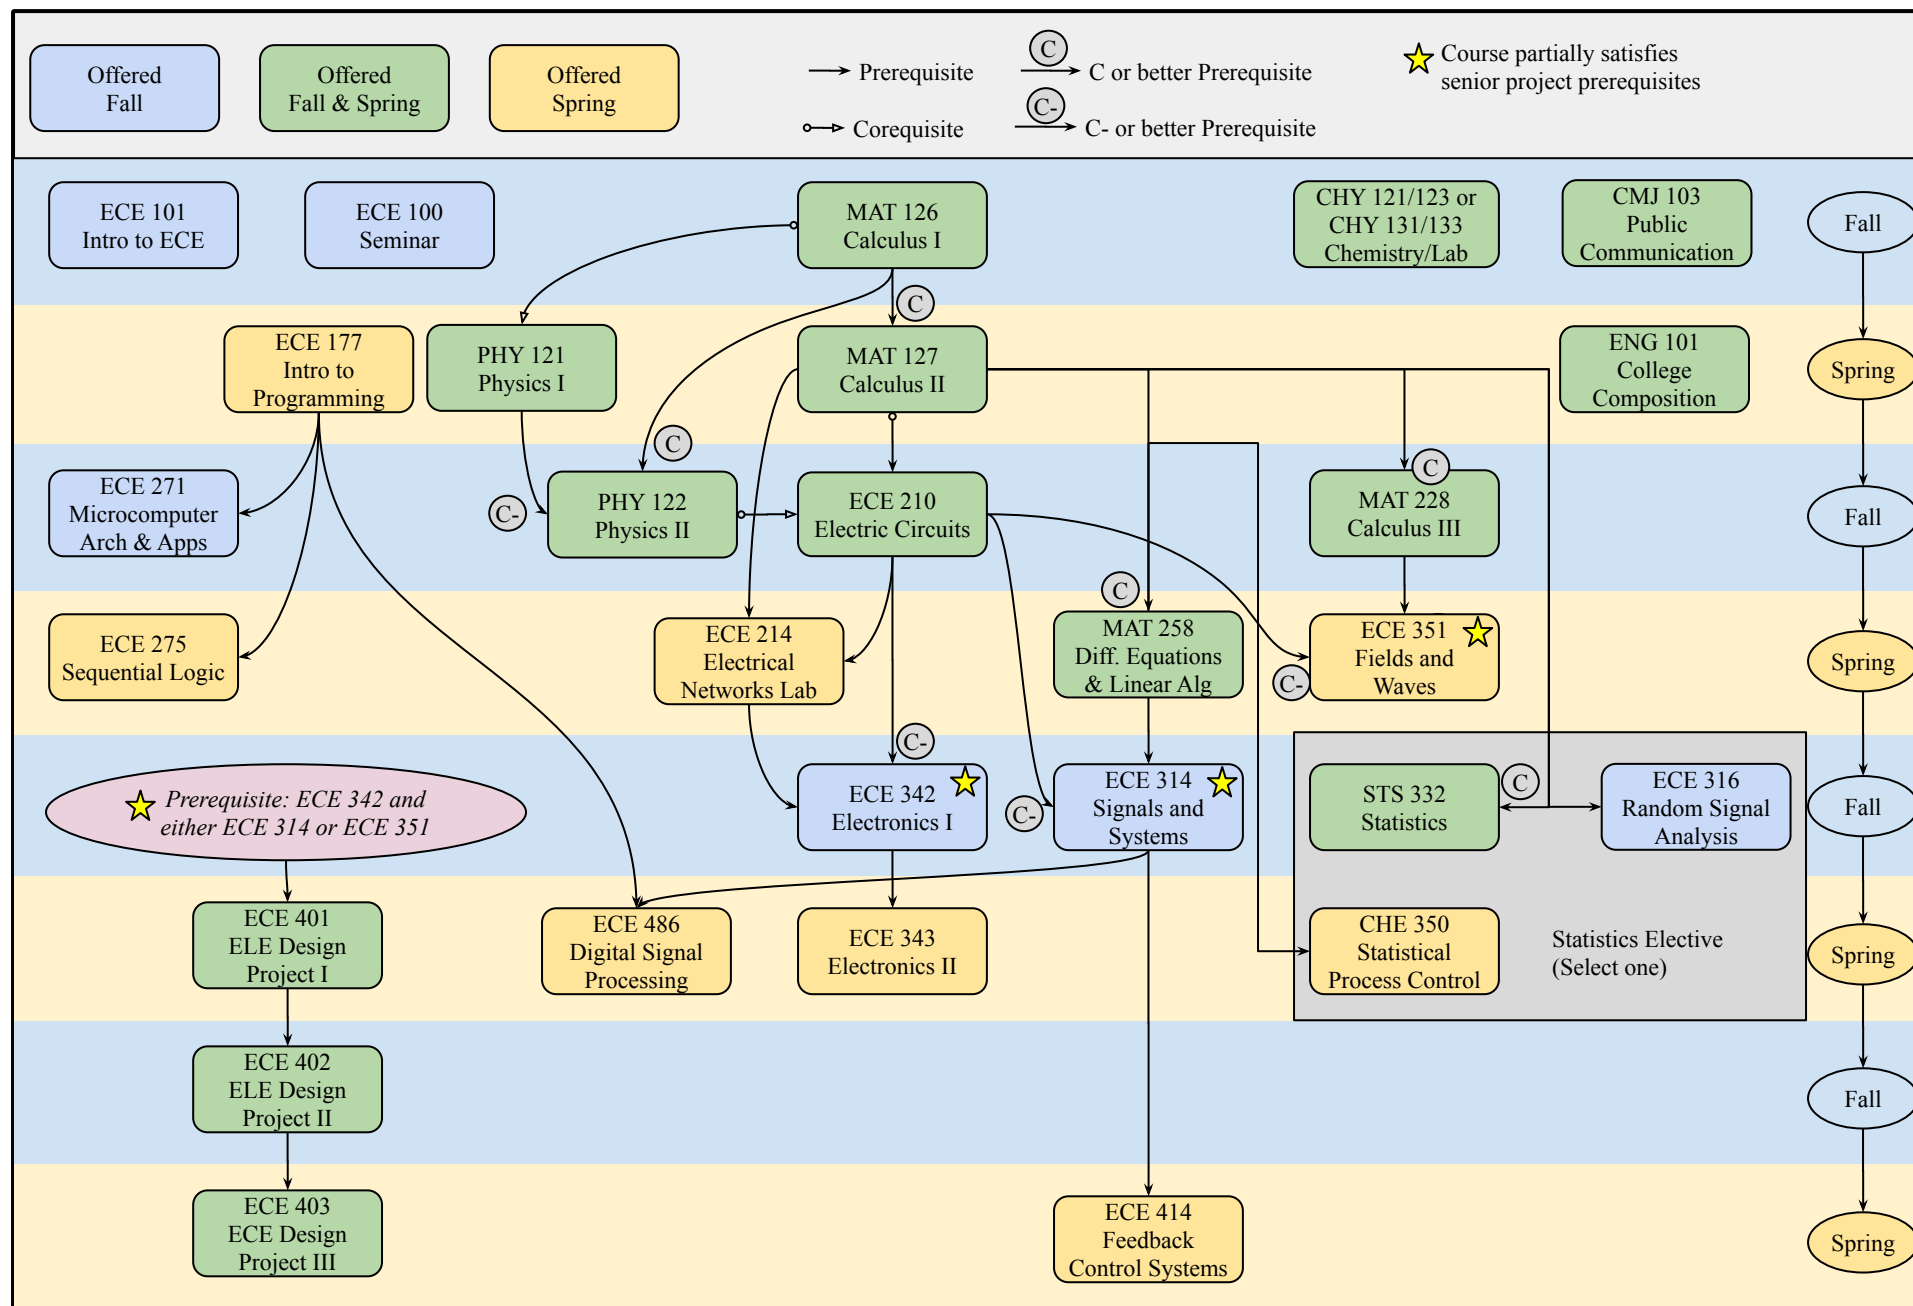 Offered
Fall
Offered
Fall & Spring
Offered
Spring
Prerequisite
Corequisite
C
C or better Prerequisite
C-
C- or better Prerequisite
Course partially satisfies
senior project prerequisites
ECE 101
Intro to ECE
ECE 100
Seminar
MAT 126
Calculus I
CHY 121/123 or
CHY 131/133
Chemistry/Lab
CMJ 103
Public
Communication
Fall
C
ECE 177
Intro to
Programming
PHY 121
Physics I
MAT 127
Calculus II
ENG 101
College
Composition
Spring
C
C
ECE 271
Microcomputer
Arch & Apps
C-
PHY 122
Physics II
ECE 210
Electric Circuits
MAT 228
Calculus III
Fall
C
ECE 275
Sequential Logic
ECE 214
Electrical
Networks Lab
MAT 258
Diff. Equations
& Linear Alg
C-
ECE 351
Fields and
Waves
Spring
C-
Prerequisite: ECE 342 and
either ECE 314 or ECE 351
ECE 342
Electronics I
C-
ECE 314
Signals and
Systems
STS 332
Statistics
C
ECE 316
Random Signal
Analysis
Fall
ECE 401
ELE Design
Project I
ECE 486
Digital Signal
Processing
ECE 343
Electronics II
CHE 350
Statistical
Process Control
Statistics Elective
(Select one)
Spring
ECE 402
ELE Design
Project II
Fall
ECE 403
ECE Design
Project III
ECE 414
Feedback
Control Systems
Spring